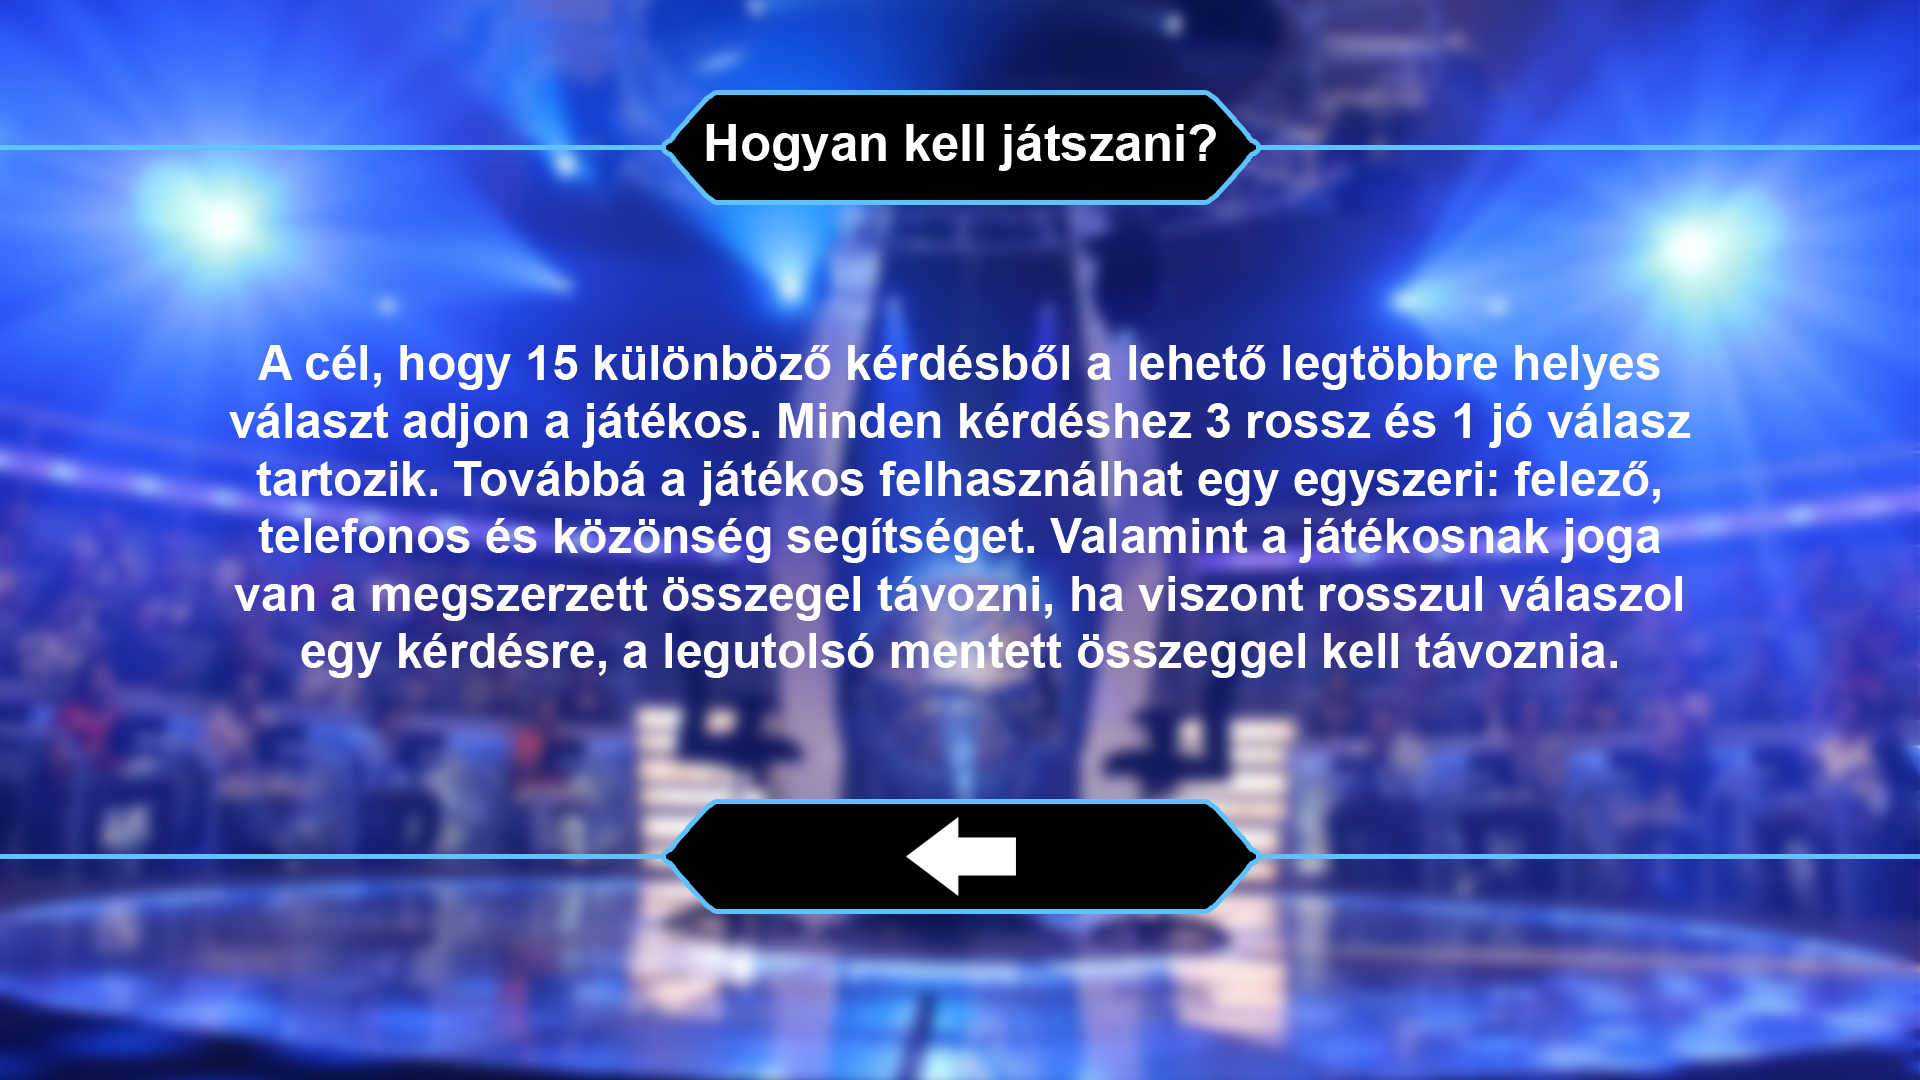 Hogyan kell játszani?
A cél, hogy 15 különböző kérdésből a lehető legtöbbre helyes
választ adjon a játékos. Minden kérdéshez 3 rossz és 1 jó válasz
tartozik. Továbbá a játékos felhasználhat egy egyszeri: felező,
telefonos és közönség segítséget. Valamint a játékosnak joga
van a megszerzett összegel távozni, ha viszont rosszul válaszol
egy kérdésre, a legutolsó mentett összeggel kell távoznia.